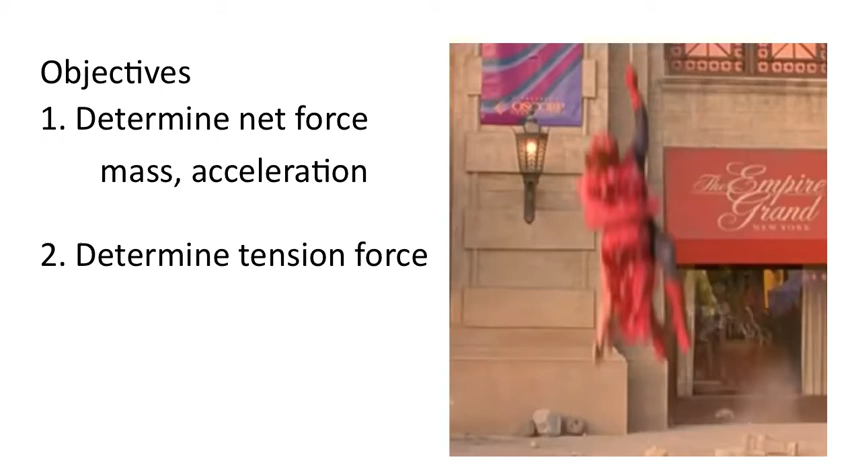 Objectives
1. Determine net force
mass, acceleration
2. Determine tension force
OSCORP
The Empire
Grand
NEW YORK